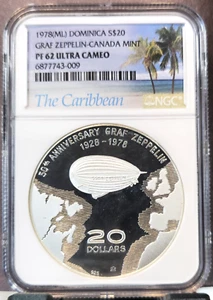 1978(ML) DOMINICA S$20
GRAF ZEPPELIN-CANADA MINT
PF 62 ULTRA CAMEO
6877743-009
The Caribbean
NGC
50TH ANNIVERSARY GRAF ZEPPELIN
1928-1978
20
DOLLARS